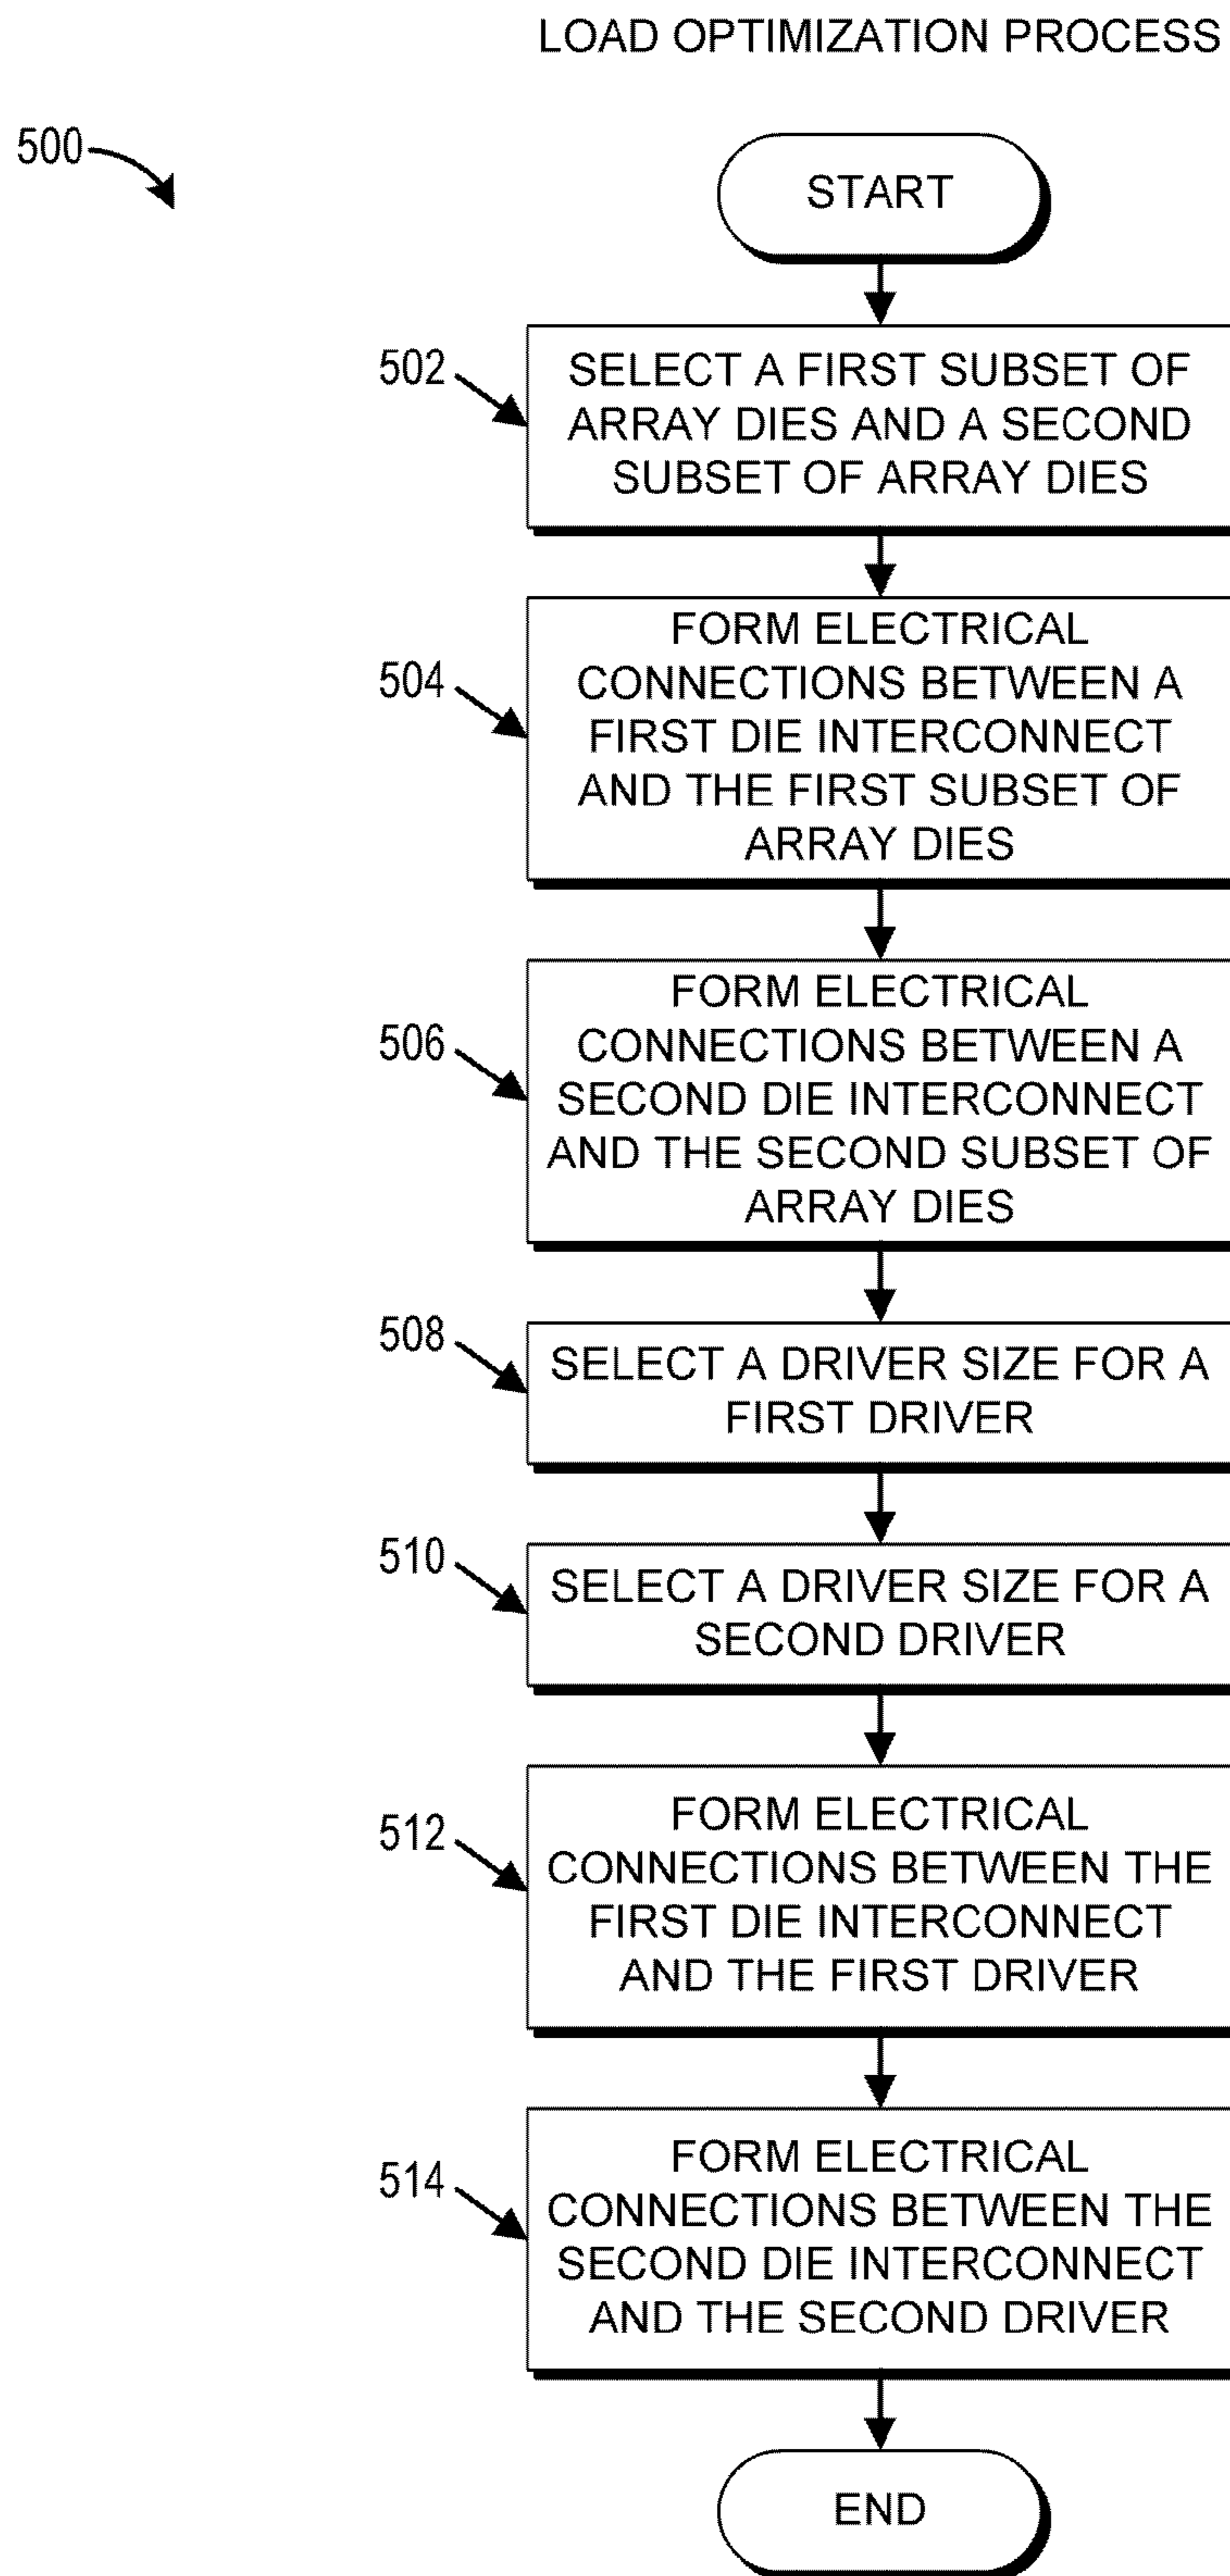 LOAD OPTIMIZATION PROCESS
500
START
502
SELECT A FIRST SUBSET OF
ARRAY DIES AND A SECOND
SUBSET OF ARRAY DIES
504
FORM ELECTRICAL
CONNECTIONS BETWEEN A
FIRST DIE INTERCONNECT
AND THE FIRST SUBSET OF
ARRAY DIES
506
FORM ELECTRICAL
CONNECTIONS BETWEEN A
SECOND DIE INTERCONNECT
AND THE SECOND SUBSET OF
ARRAY DIES
508
SELECT A DRIVER SIZE FOR A
FIRST DRIVER
510
SELECT A DRIVER SIZE FOR A
SECOND DRIVER
512
FORM ELECTRICAL
CONNECTIONS BETWEEN THE
FIRST DIE INTERCONNECT
AND THE FIRST DRIVER
514
FORM ELECTRICAL
CONNECTIONS BETWEEN THE
SECOND DIE INTERCONNECT
AND THE SECOND DRIVER
END